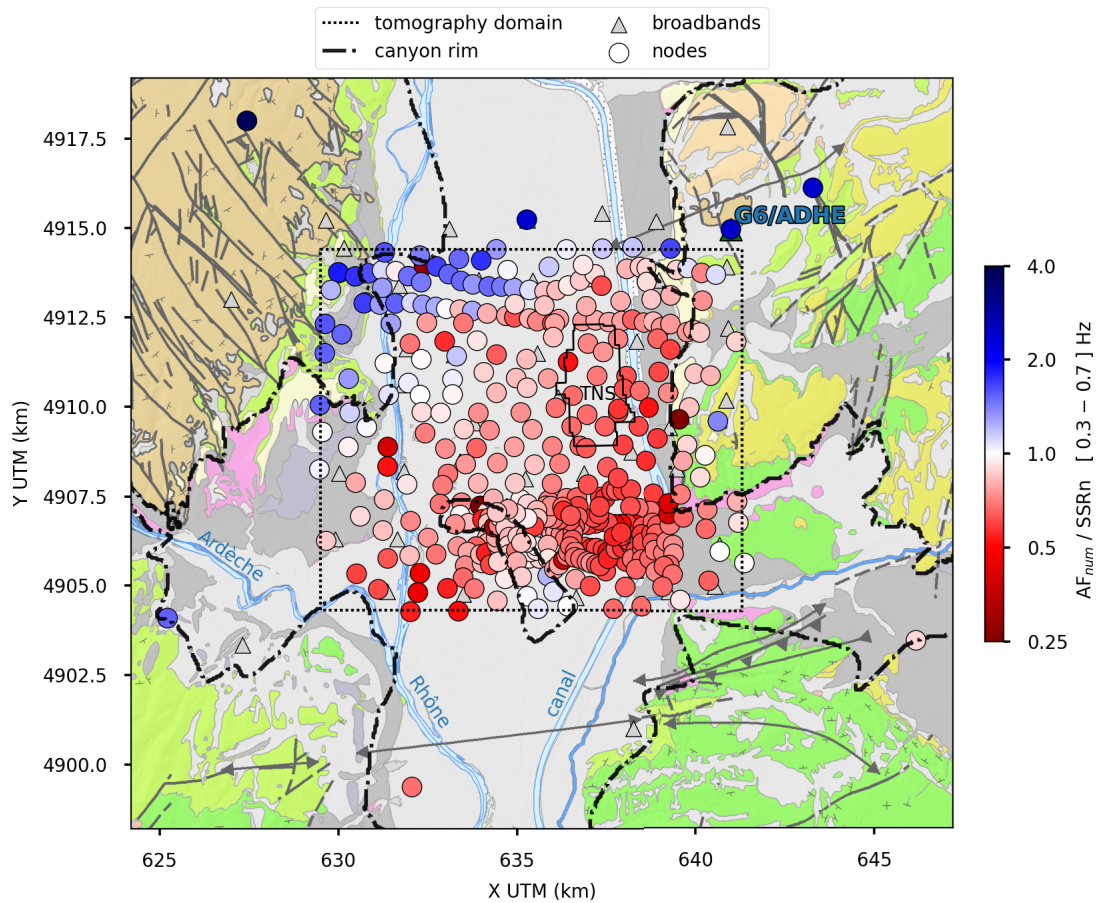 tomography domain
canyon rim
broadbands
nodes
4917.5
4915.0
4912.5
4910.0
4907.5
4905.0
4902.5
4900.0
Y UTM (km)
G6/ADHE
TNS
Ardèche
Rhône
canal
625
630
635
640
645
X UTM (km)
4.0
2.0
1.0
0.5
0.25
AFnum / SSRn [ 0.3 − 0.7 ] Hz